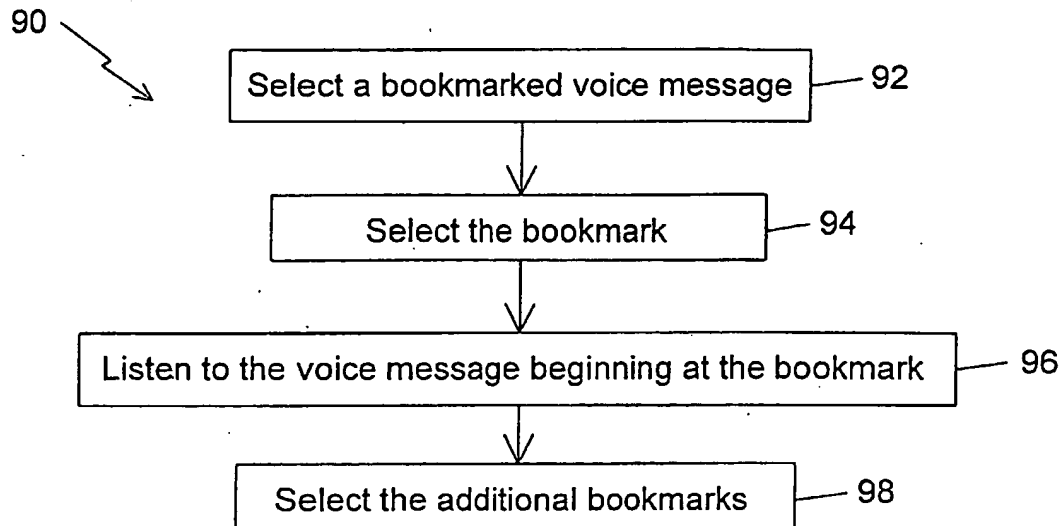 90
Select a bookmarked voice message 92
Select the bookmark 94
Listen to the voice message beginning at the bookmark 96
Select the additional bookmarks 98